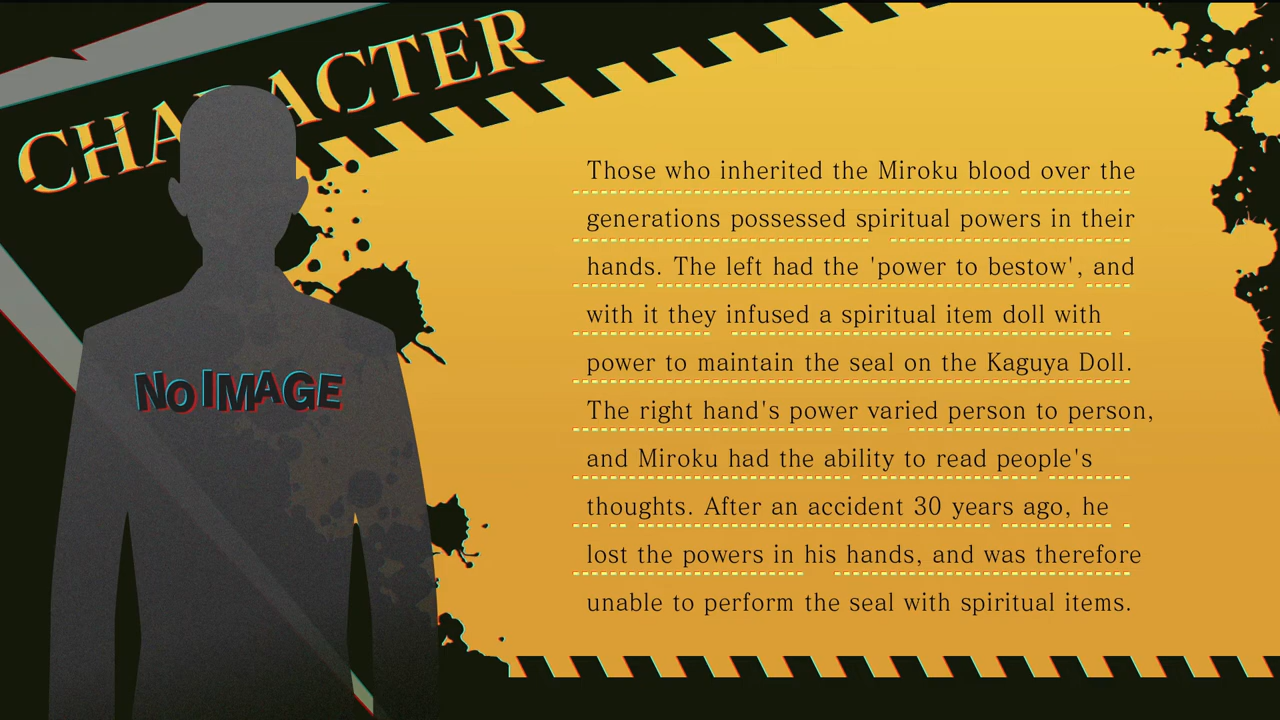 CHARACTER
NO IMAGE
Those who inherited the Miroku blood over the
generations possessed spiritual powers in their
hands. The left had the 'power to bestow', and
with it they infused a spiritual item doll with
power to maintain the seal on the Kaguya Doll.
The right hand's power varied person to person,
and Miroku had the ability to read people's
thoughts. After an accident 30 years ago, he
lost the powers in his hands, and was therefore
unable to perform the seal with spiritual items.